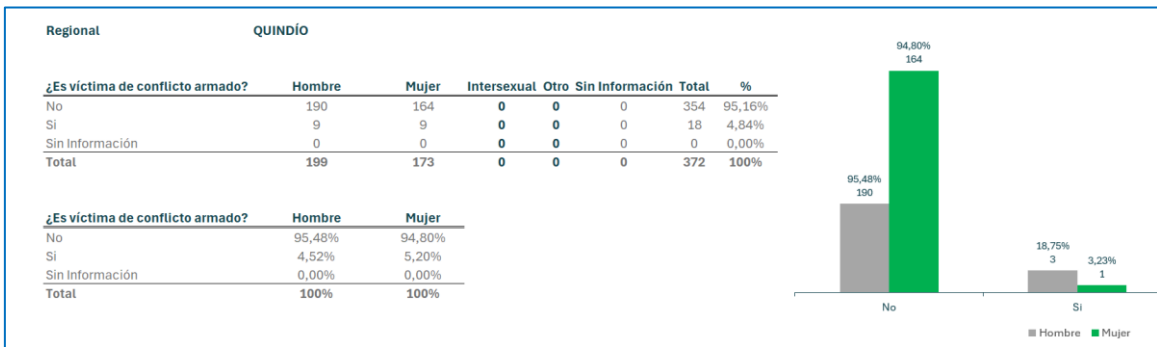 Regional QUINDÍO
¿Es víctima de conflicto armado? Hombre Mujer Intersexual Otro Sin Información Total %
No 190 164 0 0 0 354 95,16%
Si 9 9 0 0 0 18 4,84%
Sin Información 0 0 0 0 0 0 0,00%
Total 199 173 0 0 0 372 100%
¿Es víctima de conflicto armado? Hombre Mujer
No 95,48% 94,80%
Si 4,52% 5,20%
Sin Información 0,00% 0,00%
Total 100% 100%
94,80%
164
95,48%
190
18,75%
3
3,23%
1
No Si
Hombre Mujer